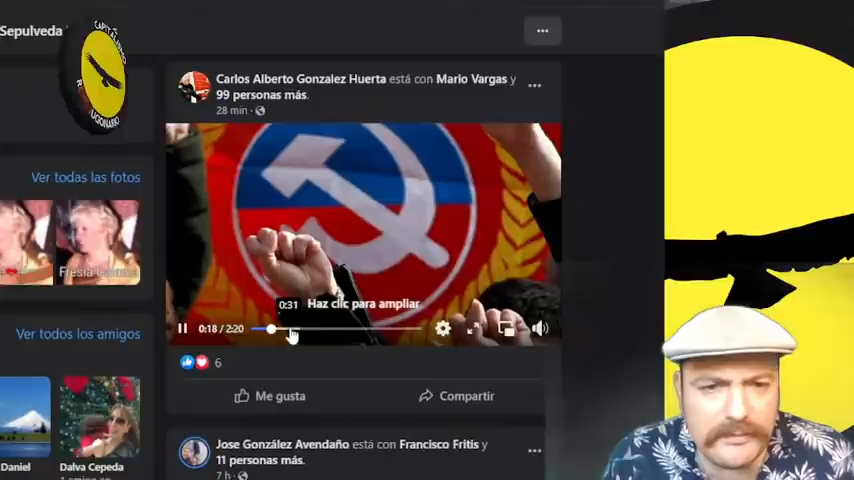 Sepulveda
CAPITALISMO
REVOLUCIONARIO
Carlos Alberto Gonzalez Huerta está con Mario Vargas y
99 personas más.
28 min ·
Ver todas las fotos
0:31 Haz clic para ampliar
0:18 / 2:20
6
Ver todos los amigos
Me gusta
Compartir
Jose González Avendaño está con Francisco Fritis y
11 personas más.
7 h ·
Daniel
Dalva Cepeda